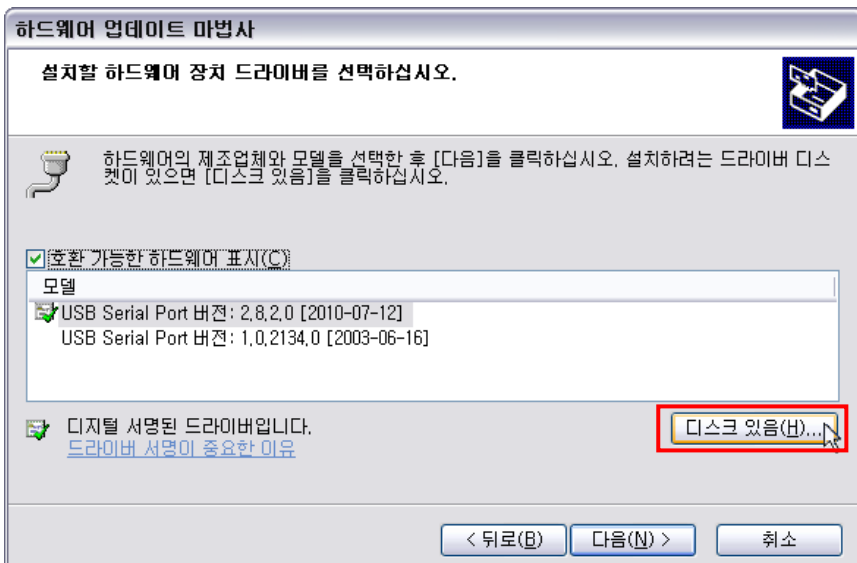 하드웨어 업데이트 마법사
설치할 하드웨어 장치 드라이버를 선택하십시오.
하드웨어의 제조업체와 모델을 선택한 후 [다음]을 클릭하십시오. 설치하려는 드라이버 디스
켓이 있으면 [디스크 있음]을 클릭하십시오.
호환 가능한 하드웨어 표시(C)
모델
USB Serial Port 버전: 2.8.2.0 [2010-07-12]
USB Serial Port 버전: 1.0.2134.0 [2003-06-16]
디지털 서명된 드라이버입니다.
드라이버 서명이 중요한 이유
디스크 있음(H)...
< 뒤로(B) 다음(N) > 취소